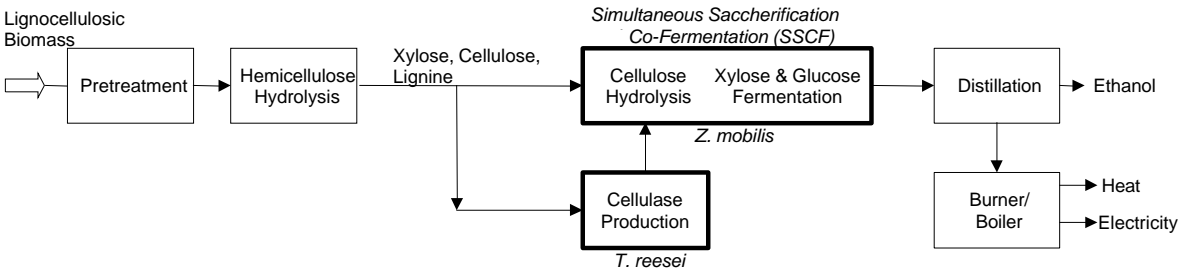 Lignocellulosic
Biomass
Pretreatment
Hemicellulose
Hydrolysis
Xylose, Cellulose,
Lignine
Simultaneous Saccherification
Co-Fermentation (SSCF)
Cellulose
Hydrolysis
Xylose & Glucose
Fermentation
Z. mobilis
Cellulase
Production
T. reesei
Distillation
Ethanol
Burner/
Boiler
Heat
Electricity